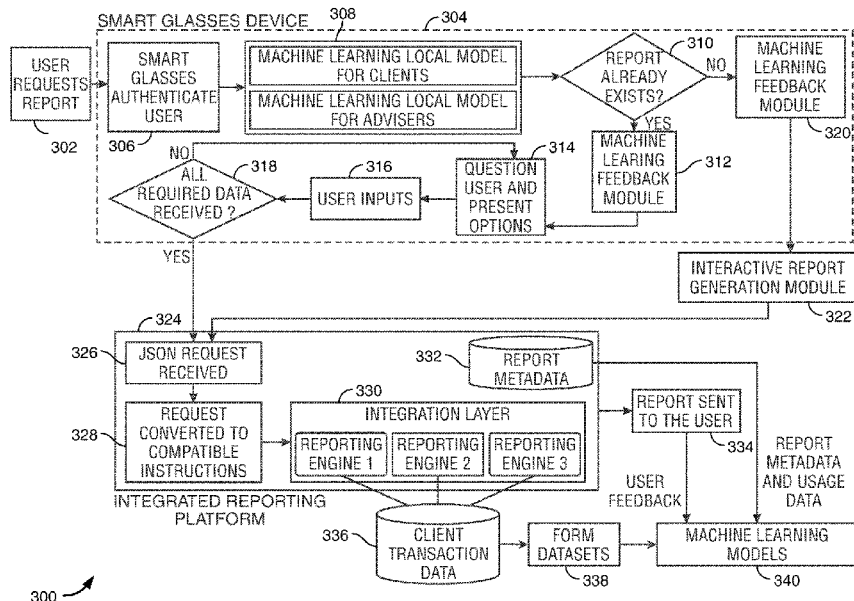 SMART GLASSES DEVICE
308
304
USER
REQUESTS
REPORT
302
SMART
GLASSES
AUTHENTICATE
USER
306
MACHINE LEARNING LOCAL MODEL
FOR CLIENTS
MACHINE LEARNING LOCAL MODEL
FOR ADVISERS
310
REPORT
ALREADY
EXISTS?
NO
YES
MACHINE
LEARNING
FEEDBACK
MODULE
320
MACHINE
LEARING
FEEDBACK
MODULE
312
314
QUESTION
USER AND
PRESENT
OPTIONS
316
USER INPUTS
NO
318
ALL
REQUIRED DATA
RECEIVED ?
YES
INTERACTIVE REPORT
GENERATION MODULE
322
324
326
JSON REQUEST
RECEIVED
328
REQUEST
CONVERTED TO
COMPATIBLE
INSTRUCTIONS
330
INTEGRATION LAYER
REPORTING
ENGINE 1
REPORTING
ENGINE 2
REPORTING
ENGINE 3
332
REPORT
METADATA
REPORT SENT
TO THE USER
334
INTEGRATED REPORTING
PLATFORM
USER
FEEDBACK
REPORT
METADATA
AND USAGE
DATA
336
CLIENT
TRANSACTION
DATA
FORM
DATASETS
338
MACHINE LEARNING
MODELS
340
300